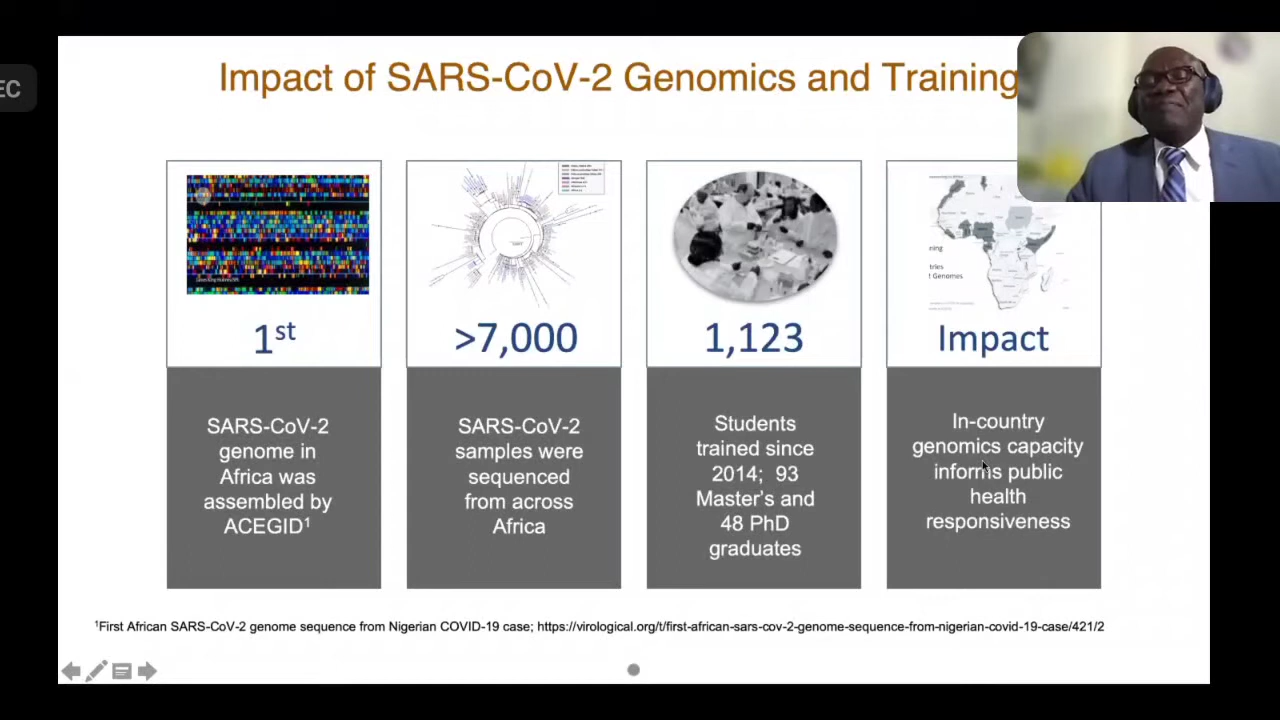 EC
Impact of SARS-CoV-2 Genomics and Training
1st
>7,000
1,123
Impact
ning
tries
l Genomes
SARS-CoV-2
genome in
Africa was
assembled by
ACEGID¹
SARS-CoV-2
samples were
sequenced
from across
Africa
Students
trained since
2014; 93
Master's and
48 PhD
graduates
In-country
genomics capacity
informs public
health
responsiveness
¹First African SARS-CoV-2 genome sequence from Nigerian COVID-19 case; https://virological.org/t/first-african-sars-cov-2-genome-sequence-from-nigerian-covid-19-case/421/2